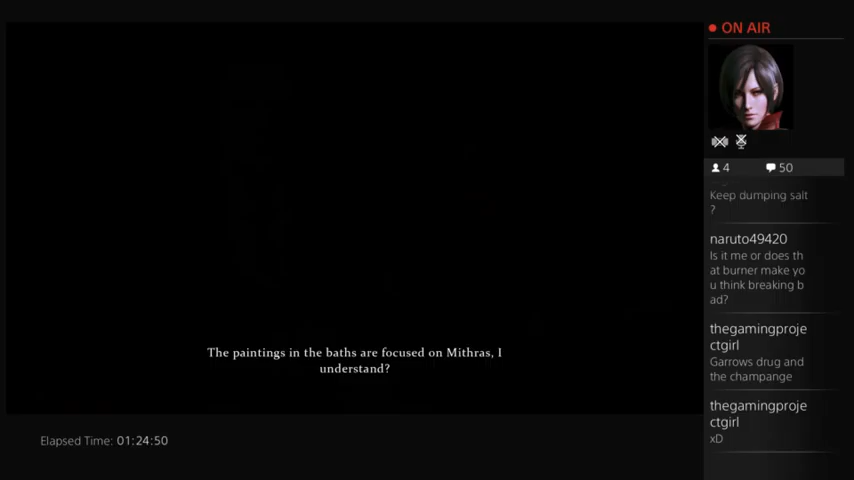 ON AIR
4 50
Keep dumping salt
?
naruto49420
Is it me or does th
at burner make yo
u think breaking b
ad?
thegamingproje
ctgirl
Garrows drug and
the champange
thegamingproje
ctgirl
xD
The paintings in the baths are focused on Mithras, I
understand?
Elapsed Time: 01:24:50